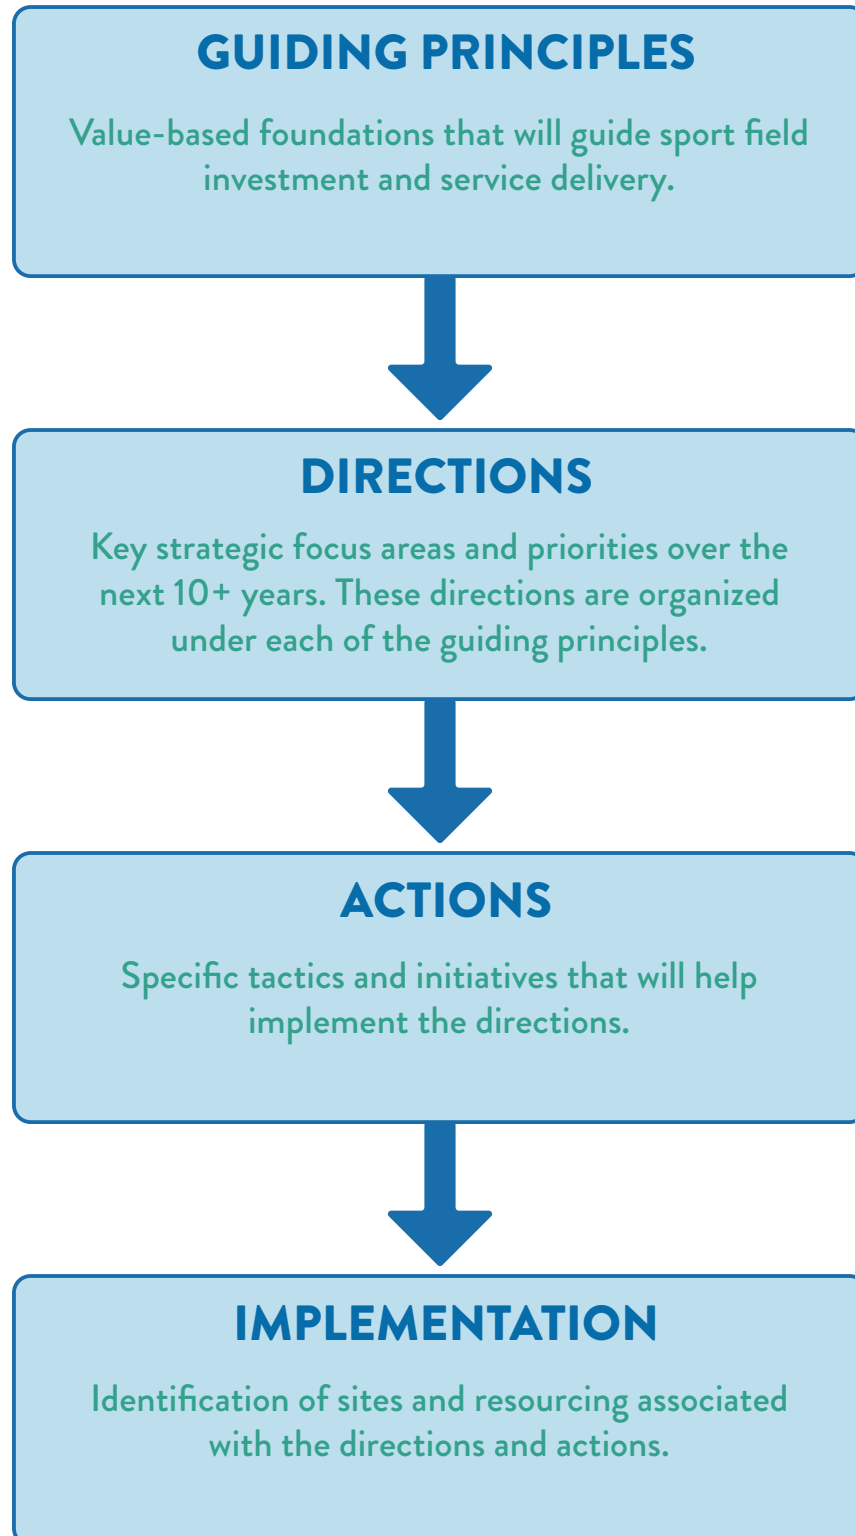 GUIDING PRINCIPLES
Value-based foundations that will guide sport field
investment and service delivery.
DIRECTIONS
Key strategic focus areas and priorities over the
next 10+ years. These directions are organized
under each of the guiding principles.
ACTIONS
Specific tactics and initiatives that will help
implement the directions.
IMPLEMENTATION
Identification of sites and resourcing associated
with the directions and actions.